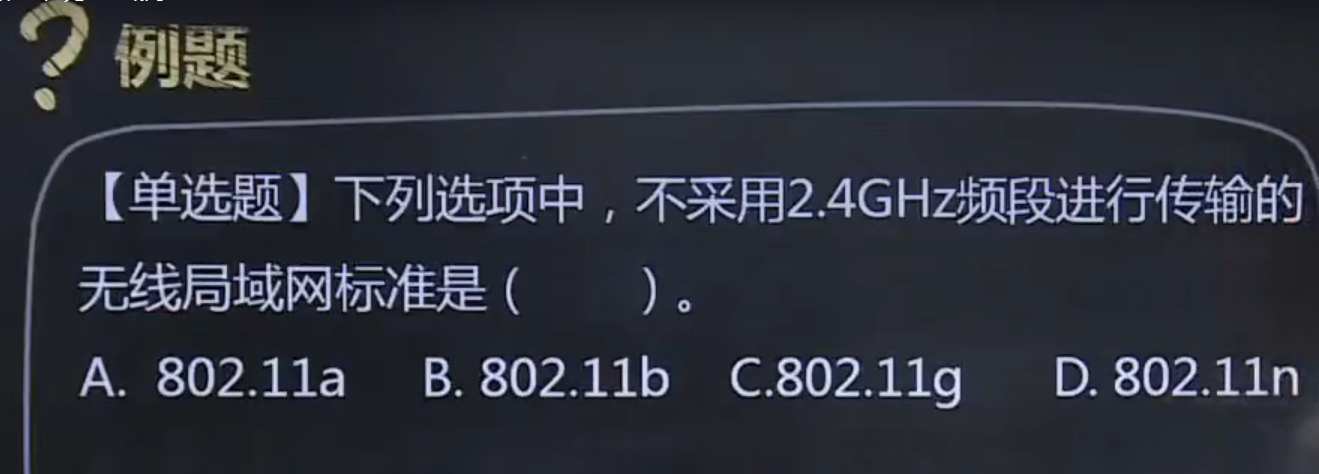 例题
【单选题】下列选项中，不采用2.4GHz频段进行传输的
无线局域网标准是（　　）。
A. 802.11a B. 802.11b C.802.11g D. 802.11n